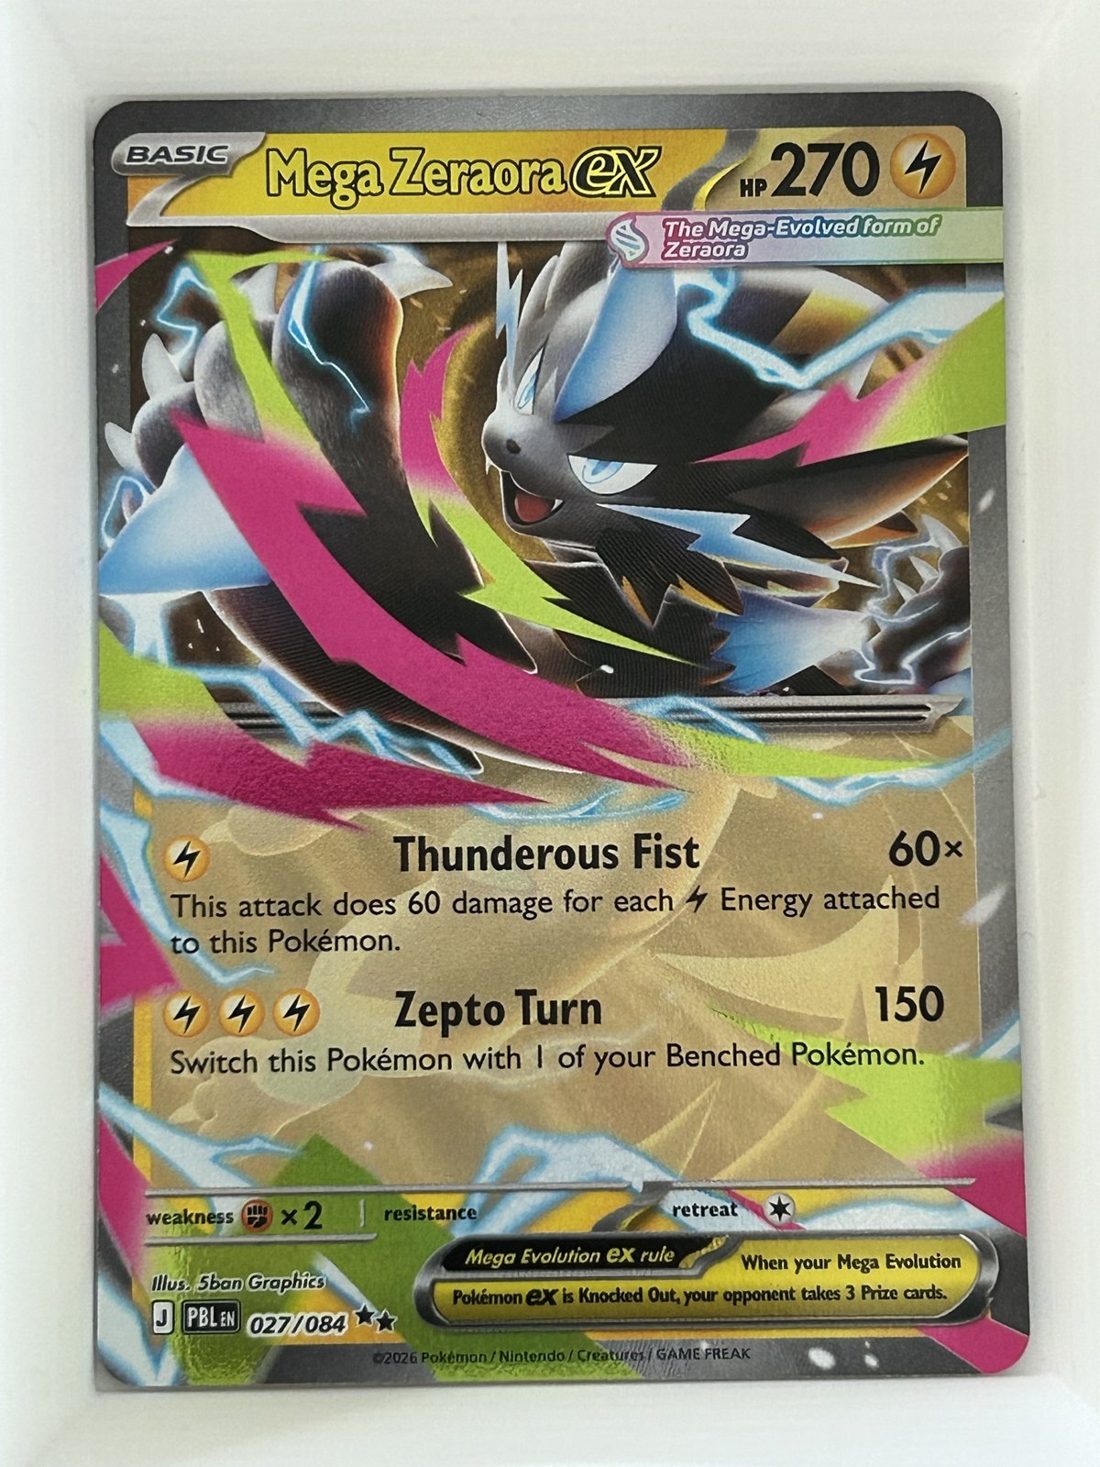 BASIC
Mega Zeraora ex
HP 270
The Mega-Evolved form of
Zeraora
Thunderous Fist 60×
This attack does 60 damage for each Energy attached
to this Pokémon.
Zepto Turn 150
Switch this Pokémon with 1 of your Benched Pokémon.
weakness ×2 resistance retreat
Mega Evolution ex rule When your Mega Evolution
Pokémon ex is Knocked Out, your opponent takes 3 Prize cards.
Illus. 5ban Graphics
J PBL EN 027/084 ★★
©2026 Pokémon / Nintendo / Creatures / GAME FREAK